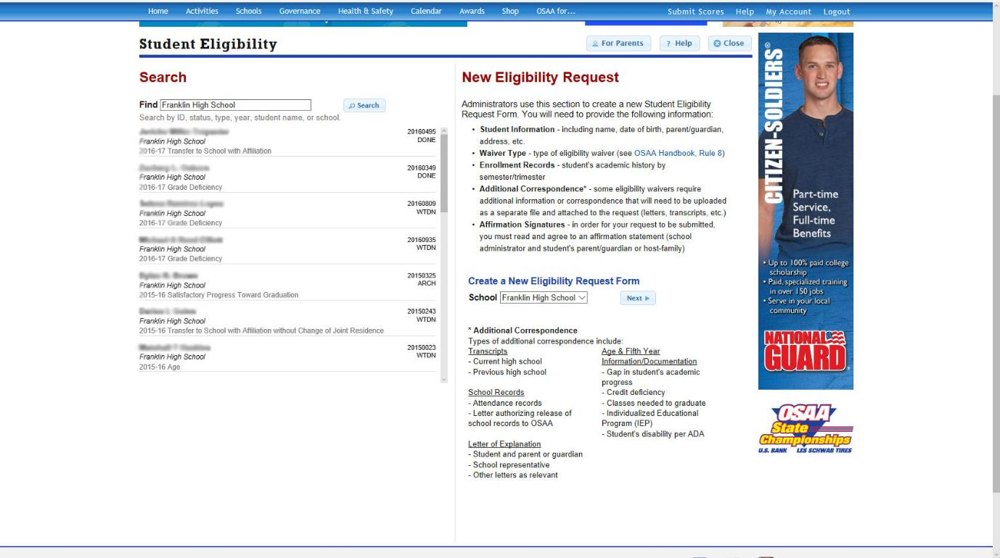 Home Activities Schools Governance Health & Safety Calendar Awards Shop OSAA for... Submit Scores Help My Account Logout
Student Eligibility
For Parents ? Help Close
Search
Find Franklin High School Search
Search by ID, status, type, year, student name, or school.
20160495
Franklin High School DONE
2016-17 Transfer to School with Affiliation
20160349
Franklin High School DONE
2016-17 Grade Deficiency
20160809
Franklin High School WTDN
2016-17 Grade Deficiency
20160935
Franklin High School WTDN
2016-17 Grade Deficiency
20150325
Franklin High School ARCH
2015-16 Satisfactory Progress Toward Graduation
20150243
Franklin High School WTDN
2015-16 Transfer to School with Affiliation without Change of Joint Residence
20150023
Franklin High School WTDN
2015-16 Age
New Eligibility Request
Administrators use this section to create a new Student Eligibility
Request Form. You will need to provide the following information:
• Student Information - including name, date of birth, parent/guardian,
address, etc.
• Waiver Type - type of eligibility waiver (see OSAA Handbook, Rule 8)
• Enrollment Records - student's academic history by
semester/trimester
• Additional Correspondence* - some eligibility waivers require
additional information or correspondence that will need to be uploaded
as a separate file and attached to the request (letters, transcripts, etc.)
• Affirmation Signatures - in order for your request to be submitted,
you must read and agree to an affirmation statement (school
administrator and student's parent/guardian or host-family)
Create a New Eligibility Request Form
School Franklin High School Next
* Additional Correspondence
Types of additional correspondence include:
Transcripts
- Current high school
- Previous high school
School Records
- Attendance records
- Letter authorizing release of
school records to OSAA
Letter of Explanation
- Student and parent or guardian
- School representative
- Other letters as relevant
Age & Fifth Year
Information/Documentation
- Gap in student's academic
progress
- Credit deficiency
- Classes needed to graduate
- Individualized Educational
Program (IEP)
- Student's disability per ADA
CITIZEN-SOLDIERS®
Part-time
Service,
Full-time
Benefits
• Up to 100% paid college
scholarship
• Paid, specialized training
in over 150 jobs
• Serve in your local
community
NATIONAL
GUARD
OSAA
State
Championships
U.S. BANK LES SCHWAB TIRES